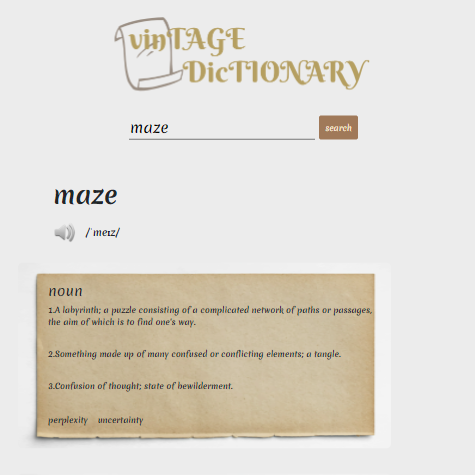 vinTAGE
DicTIONARY
maze
search
maze
/ˈmeɪz/
noun
1.A labyrinth; a puzzle consisting of a complicated network of paths or passages,
the aim of which is to find one's way.
2.Something made up of many confused or conflicting elements; a tangle.
3.Confusion of thought; state of bewilderment.
perplexity uncertainty